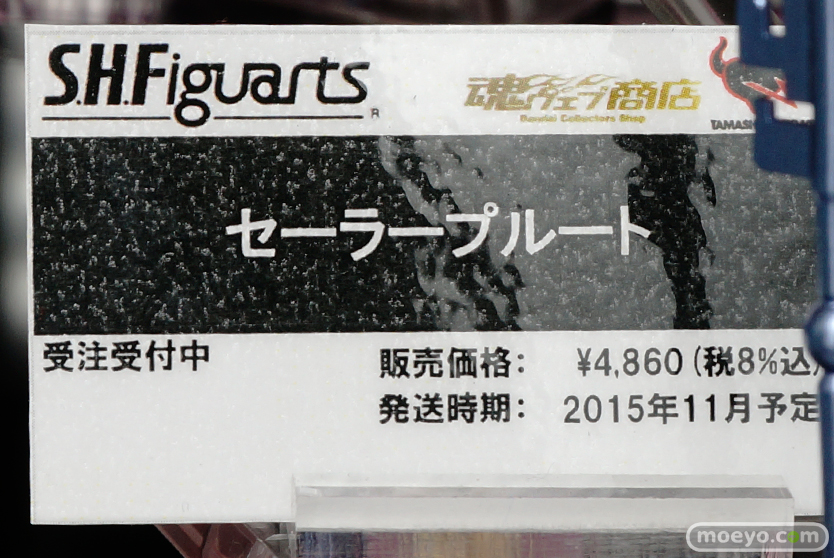 S.H.Figuarts
魂ウェブ商店
Bandai Collectors Shop
セーラープルート
受注受付中
販売価格： ¥4,860（税8%込
発送時期： 2015年11月予定
moeyo.com